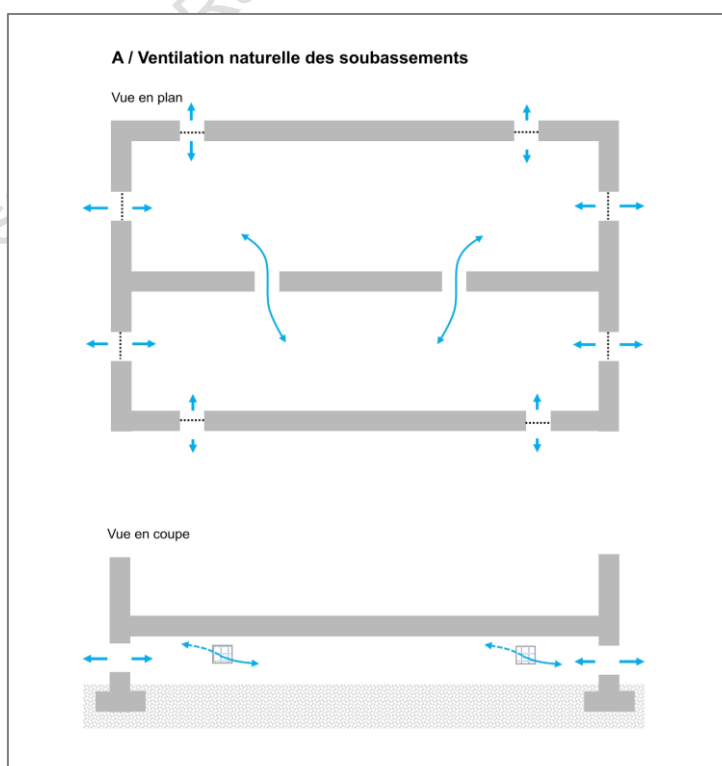 A / Ventilation naturelle des soubassements
Vue en plan
Vue en coupe